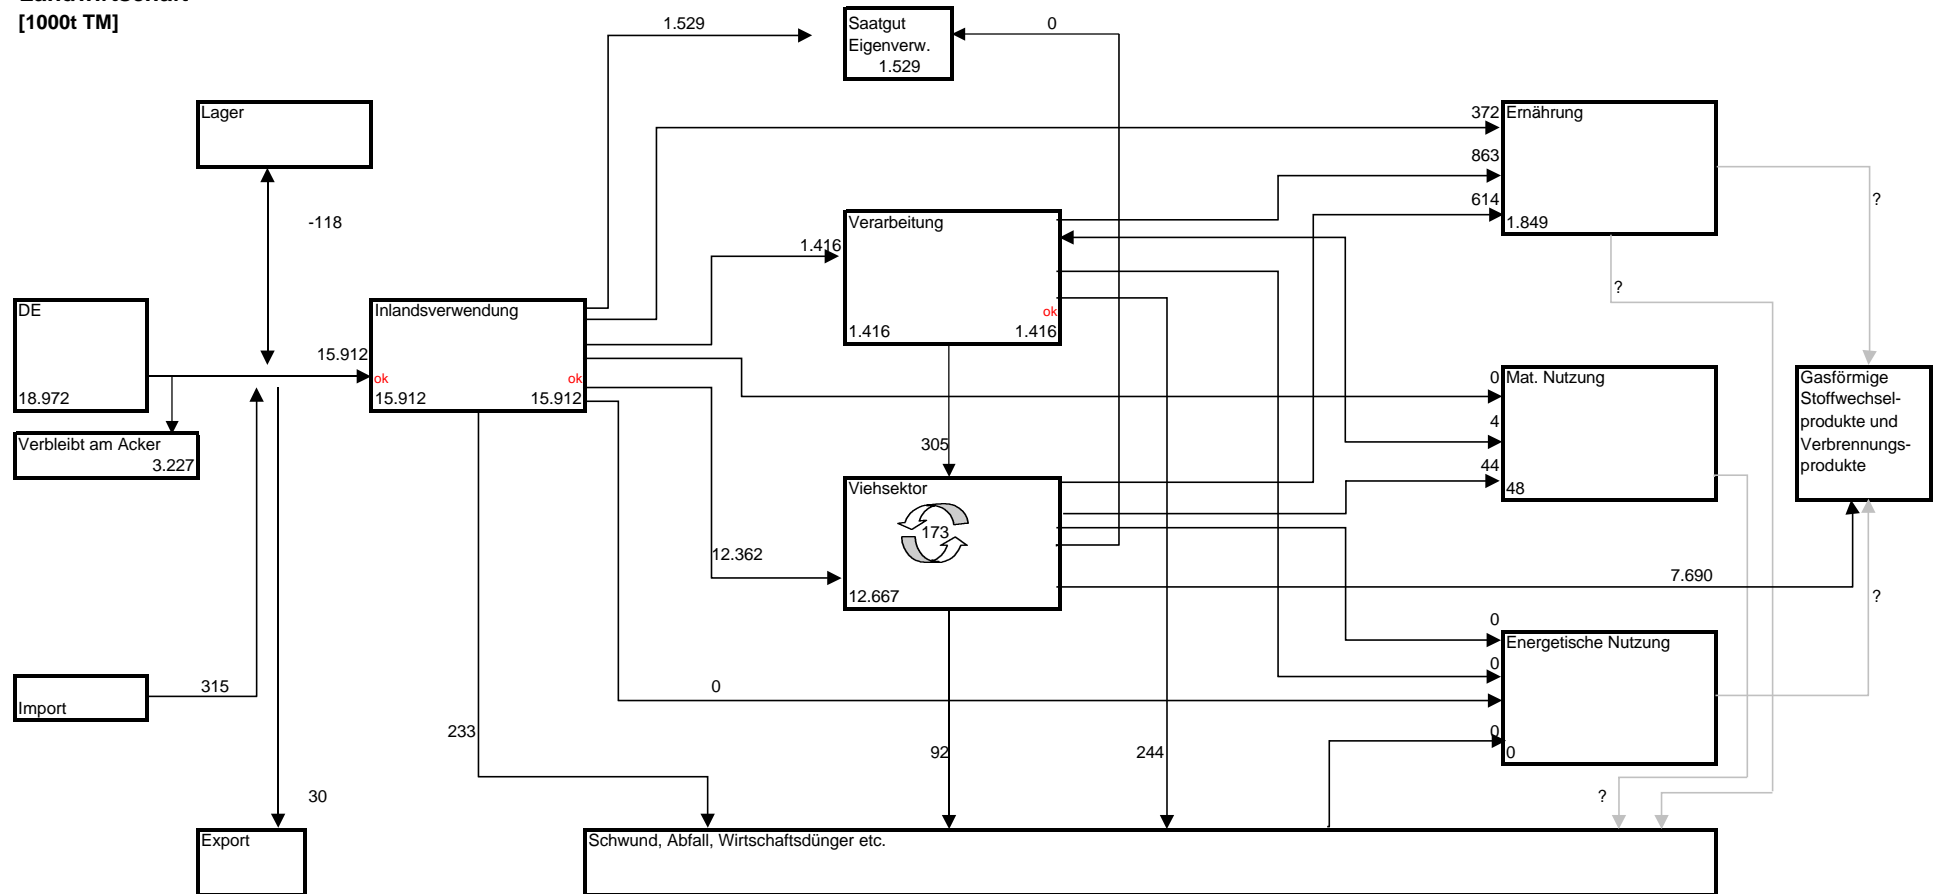 [1000t TM]
1.529
Saatgut
Eigenverw.
1.529
0
Lager
372
Ernährung
863
614
1.849
?
-118
Verarbeitung
1.416
ok
1.416
1.416
?
DE
18.972
15.912
Inlandsverwendung
ok
ok
15.912
15.912
Verbleibt am Acker
3.227
305
0
Mat. Nutzung
4
44
48
Gasförmige
Stoffwechsel-
produkte und
Verbrennungs-
produkte
Viehsektor
173
12.362
12.667
7.690
?
0
Energetische Nutzung
0
0
0
0
Import
315
233
92
244
30
?
Export
Schwund, Abfall, Wirtschaftsdünger etc.